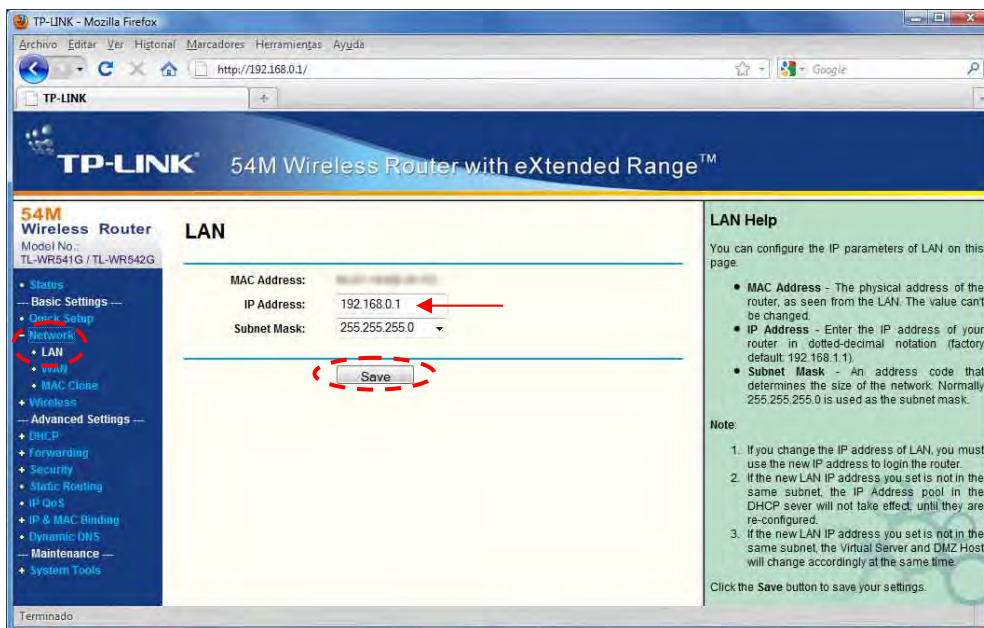 TP-LINK - Mozilla Firefox
Archivo Editar Ver Historial Marcadores Herramientas Ayuda
http://192.168.0.1/
Google
TP-LINK
TP-LINK® 54M Wireless Router with eXtended Range™
54M
Wireless Router
Model No.:
TL-WR541G / TL-WR542G
• Status
--- Basic Settings ---
• Quick Setup
- Network
• LAN
• WAN
• MAC Clone
+ Wireless
--- Advanced Settings ---
+ DHCP
+ Forwarding
+ Security
• Static Routing
• IP QoS
+ IP & MAC Binding
• Dynamic DNS
--- Maintenance ---
+ System Tools
LAN
MAC Address:
IP Address: 192.168.0.1
Subnet Mask: 255.255.255.0
Save
LAN Help
You can configure the IP parameters of LAN on this
page.
• MAC Address - The physical address of the
router, as seen from the LAN. The value can't
be changed.
• IP Address - Enter the IP address of your
router in dotted-decimal notation (factory
default: 192.168.1.1).
• Subnet Mask - An address code that
determines the size of the network. Normally
255.255.255.0 is used as the subnet mask.
Note:
1. If you change the IP address of LAN, you must
use the new IP address to login the router.
2. If the new LAN IP address you set is not in the
same subnet, the IP Address pool in the
DHCP sever will not take effect, until they are
re-configured.
3. If the new LAN IP address you set is not in the
same subnet, the Virtual Server and DMZ Host
will change accordingly at the same time.
Click the Save button to save your settings.
Terminado